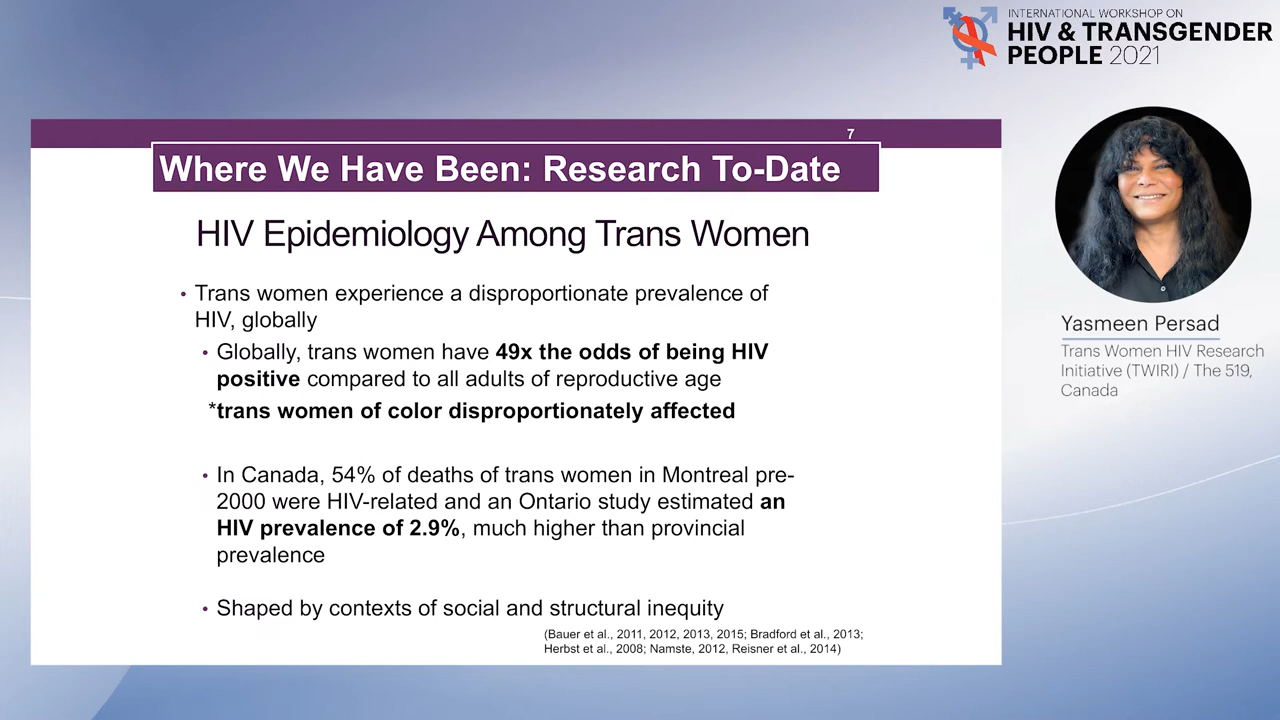 INTERNATIONAL WORKSHOP ON
HIV & TRANSGENDER
PEOPLE 2021
7
Where We Have Been: Research To-Date
HIV Epidemiology Among Trans Women
• Trans women experience a disproportionate prevalence of
HIV, globally
• Globally, trans women have 49x the odds of being HIV
positive compared to all adults of reproductive age
*trans women of color disproportionately affected
• In Canada, 54% of deaths of trans women in Montreal pre-
2000 were HIV-related and an Ontario study estimated an
HIV prevalence of 2.9%, much higher than provincial
prevalence
• Shaped by contexts of social and structural inequity
(Bauer et al., 2011, 2012, 2013, 2015; Bradford et al., 2013;
Herbst et al., 2008; Namste, 2012, Reisner et al., 2014)
Yasmeen Persad
Trans Women HIV Research
Initiative (TWIRI) / The 519,
Canada